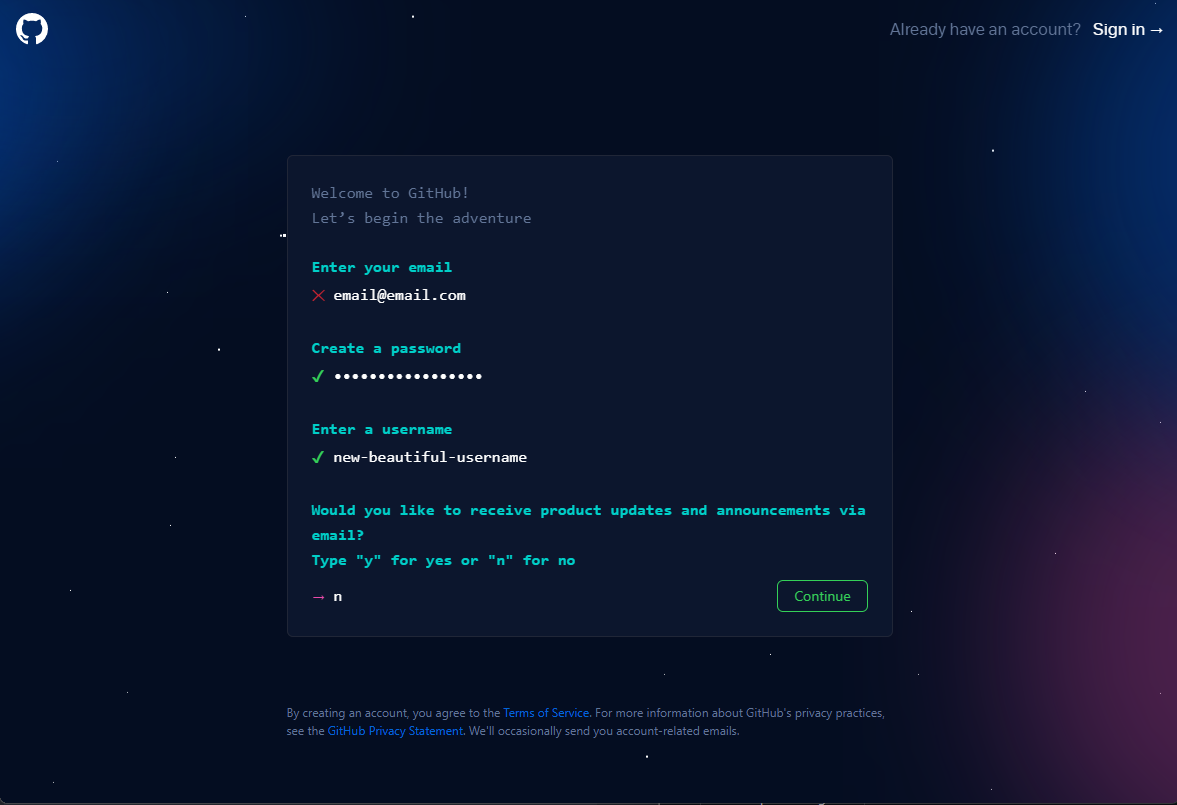 Already have an account? Sign in →
Welcome to GitHub!
Let’s begin the adventure
Enter your email
email@email.com
Create a password
•••••••••••••••••
Enter a username
new-beautiful-username
Would you like to receive product updates and announcements via
email?
Type "y" for yes or "n" for no
→ n
Continue
By creating an account, you agree to the Terms of Service. For more information about GitHub's privacy practices,
see the GitHub Privacy Statement. We'll occasionally send you account-related emails.